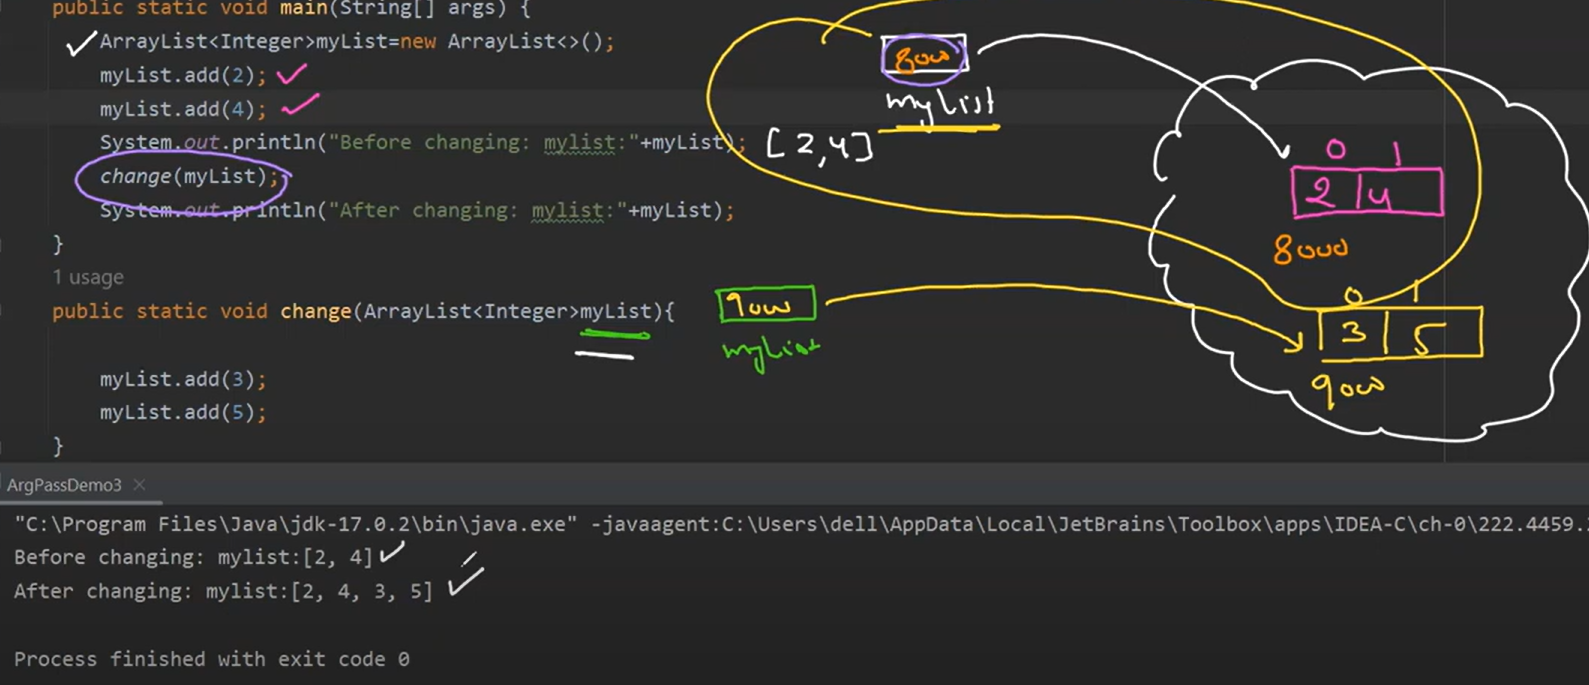 public static void main(String[] args) {
ArrayList<Integer>myList=new ArrayList<>();
myList.add(2);
myList.add(4);
System.out.println("Before changing: mylist:"+myList);
change(myList);
System.out.println("After changing: mylist:"+myList);
}
1 usage
public static void change(ArrayList<Integer>myList){
myList.add(3);
myList.add(5);
}
800
myList
[2,4]
0 1
2 4
8000
900
myList
0 1
3 5
900
ArgPassDemo3
"C:\Program Files\Java\jdk-17.0.2\bin\java.exe" -javaagent:C:\Users\dell\AppData\Local\JetBrains\Toolbox\apps\IDEA-C\ch-0\222.4459.
Before changing: mylist:[2, 4]
After changing: mylist:[2, 4, 3, 5]
Process finished with exit code 0